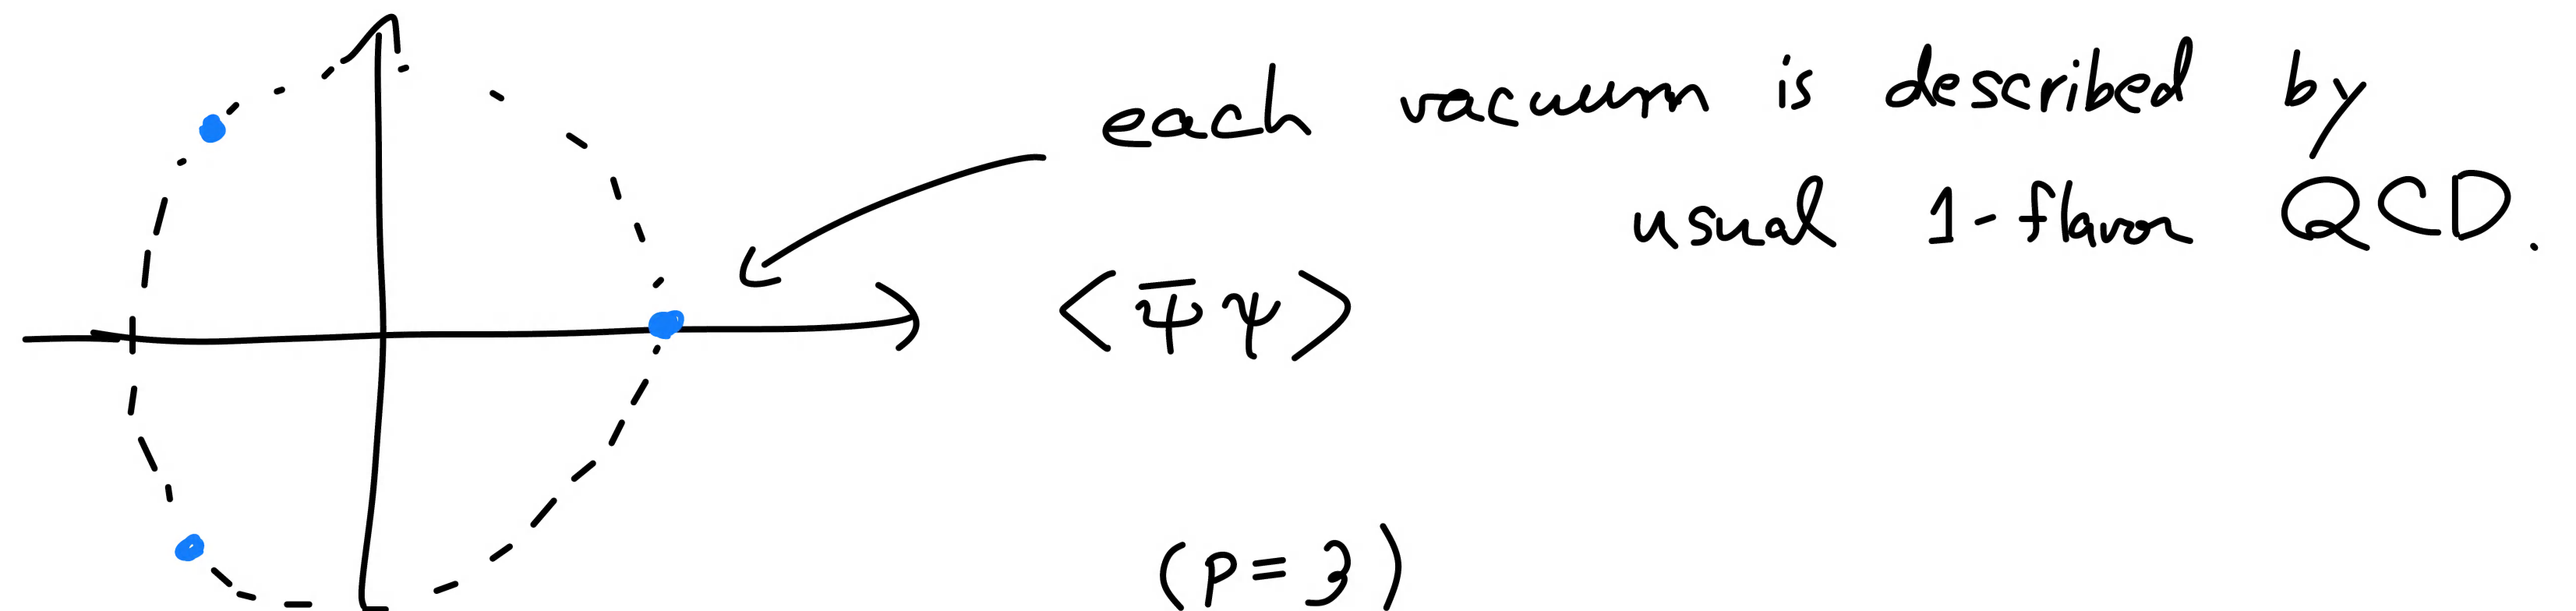 each vacuum is described by
usual 1-flavor QCD.
<ψ̅ψ>
(p=3)